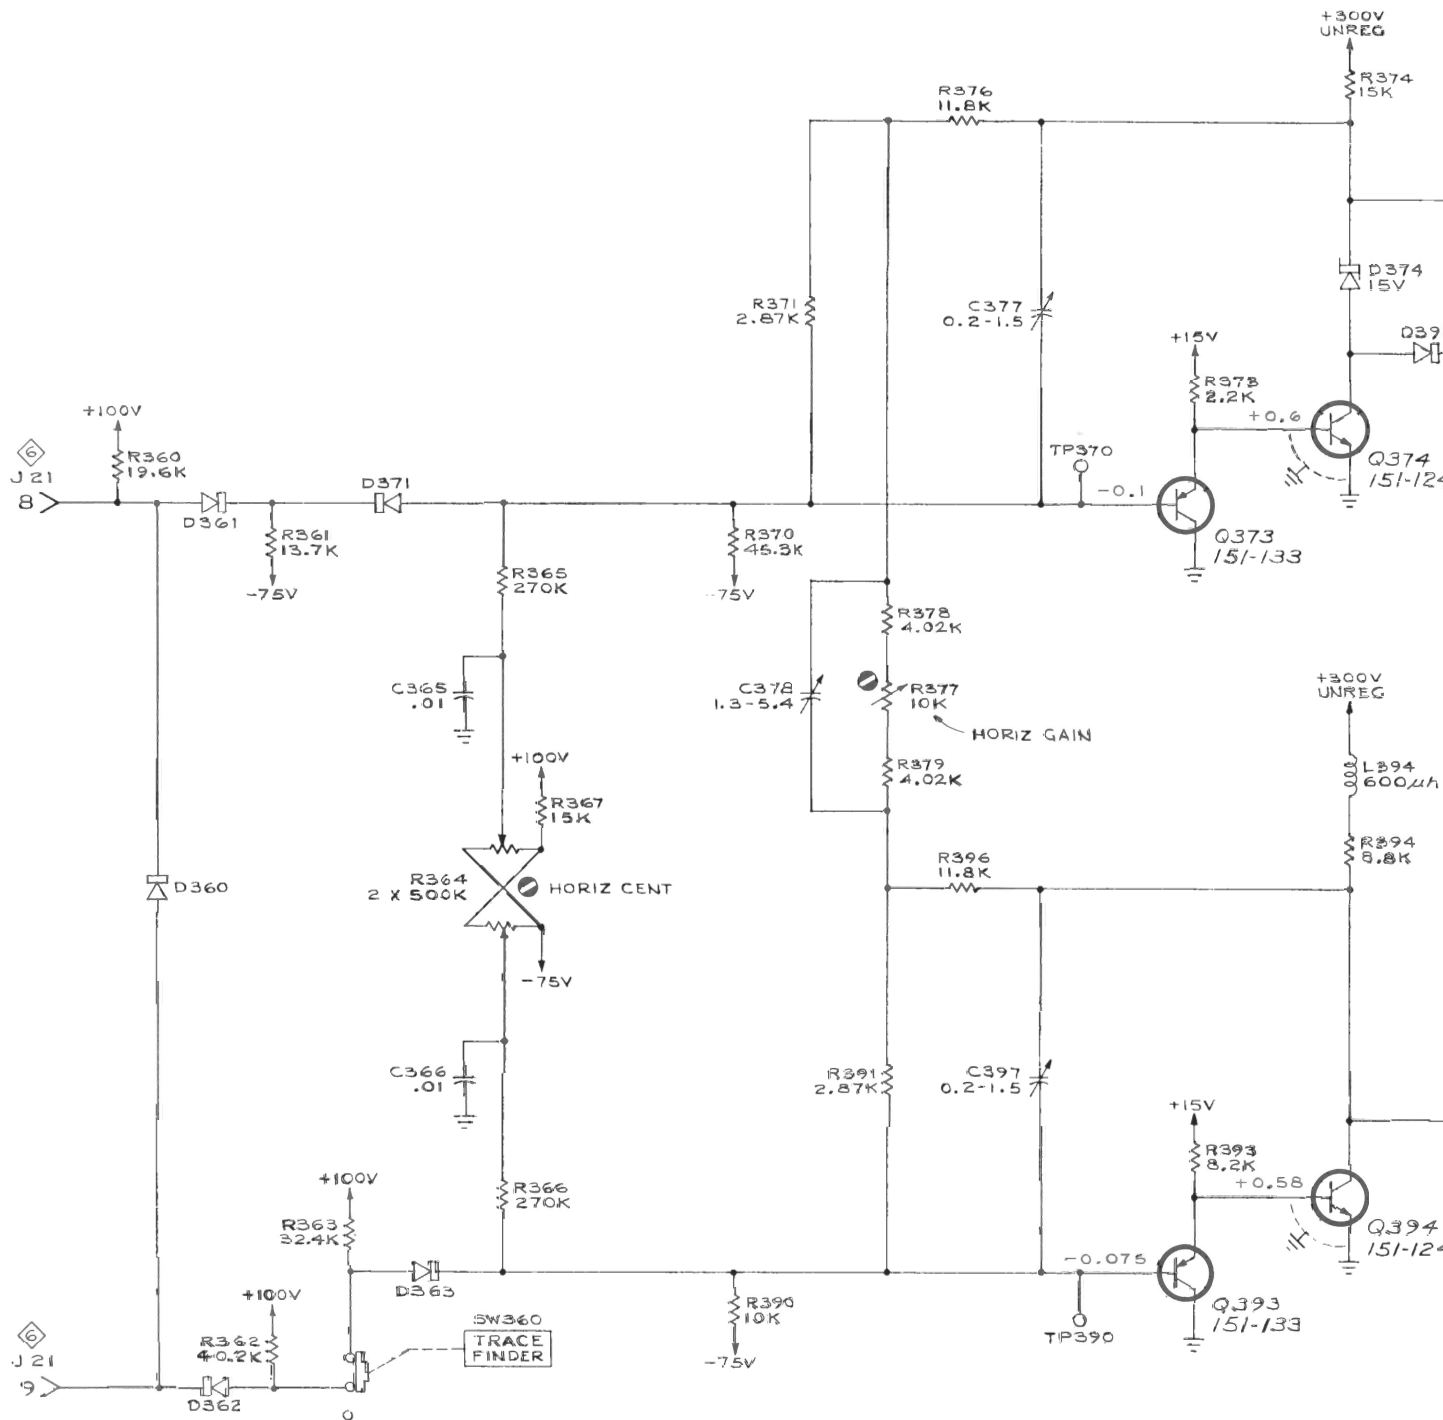 +300V
UNREG
R374
15K
R376
11.8K
R371
2.87K
C377
0.2-1.5
D374
15V
D39
+15V
R373
2.2K
+0.6
Q374
151-124
+100V
6
J21
8
R360
19.6K
D361
D371
R361
13.7K
-75V
R365
270K
R370
45.3K
-75V
TP370
-0.1
Q373
151-133
C365
.01
R378
4.02K
C378
1.3-5.4
R377
10K
HORIZ GAIN
R379
4.02K
+300V
UNREG
L394
600μh
R394
8.8K
+100V
R367
15K
D360
R364
2 X 500K
HORIZ CENT
-75V
R396
11.8K
C366
.01
R391
2.87K
C397
0.2-1.5
+15V
R393
8.2K
+0.58
Q394
151-124
+100V
R363
32.4K
R366
270K
D363
-0.075
Q393
151-133
TP390
R390
10K
-75V
+100V
R362
40.2K
SW360
TRACE
FINDER
6
J21
9
D362